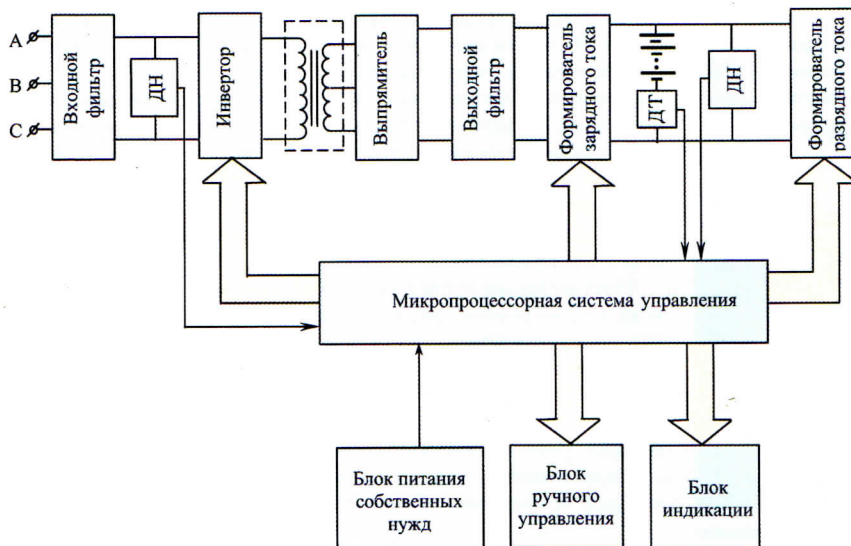 А
В
С
Входной
фильтр
ДН
Инвертор
Выпрямитель
Выходной
фильтр
Формирователь
зарядного тока
ДТ
ДН
Формирователь
разрядного тока
Микропроцессорная система управления
Блок питания
собственных
нужд
Блок
ручного
управления
Блок
индикации